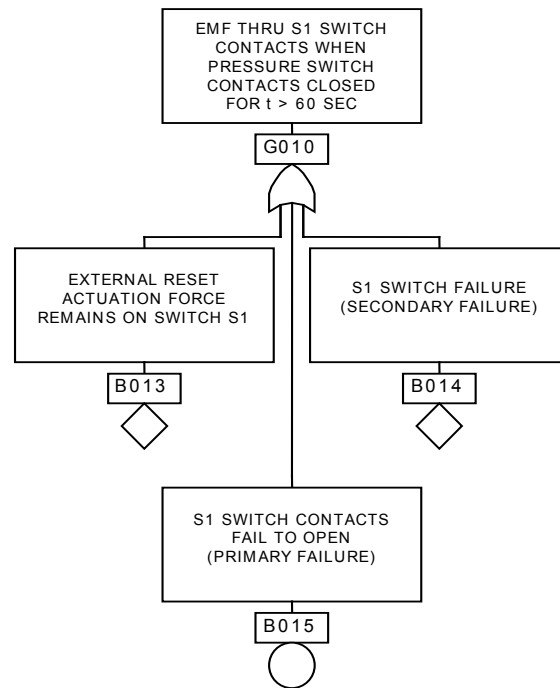 EMF THRU S1 SWITCH
CONTACTS WHEN
PRESSURE SWITCH
CONTACTS CLOSED
FOR t > 60 SEC
G010
EXTERNAL RESET
ACTUATION FORCE
REMAINS ON SWITCH S1
B013
S1 SWITCH FAILURE
(SECONDARY FAILURE)
B014
S1 SWITCH CONTACTS
FAIL TO OPEN
(PRIMARY FAILURE)
B015